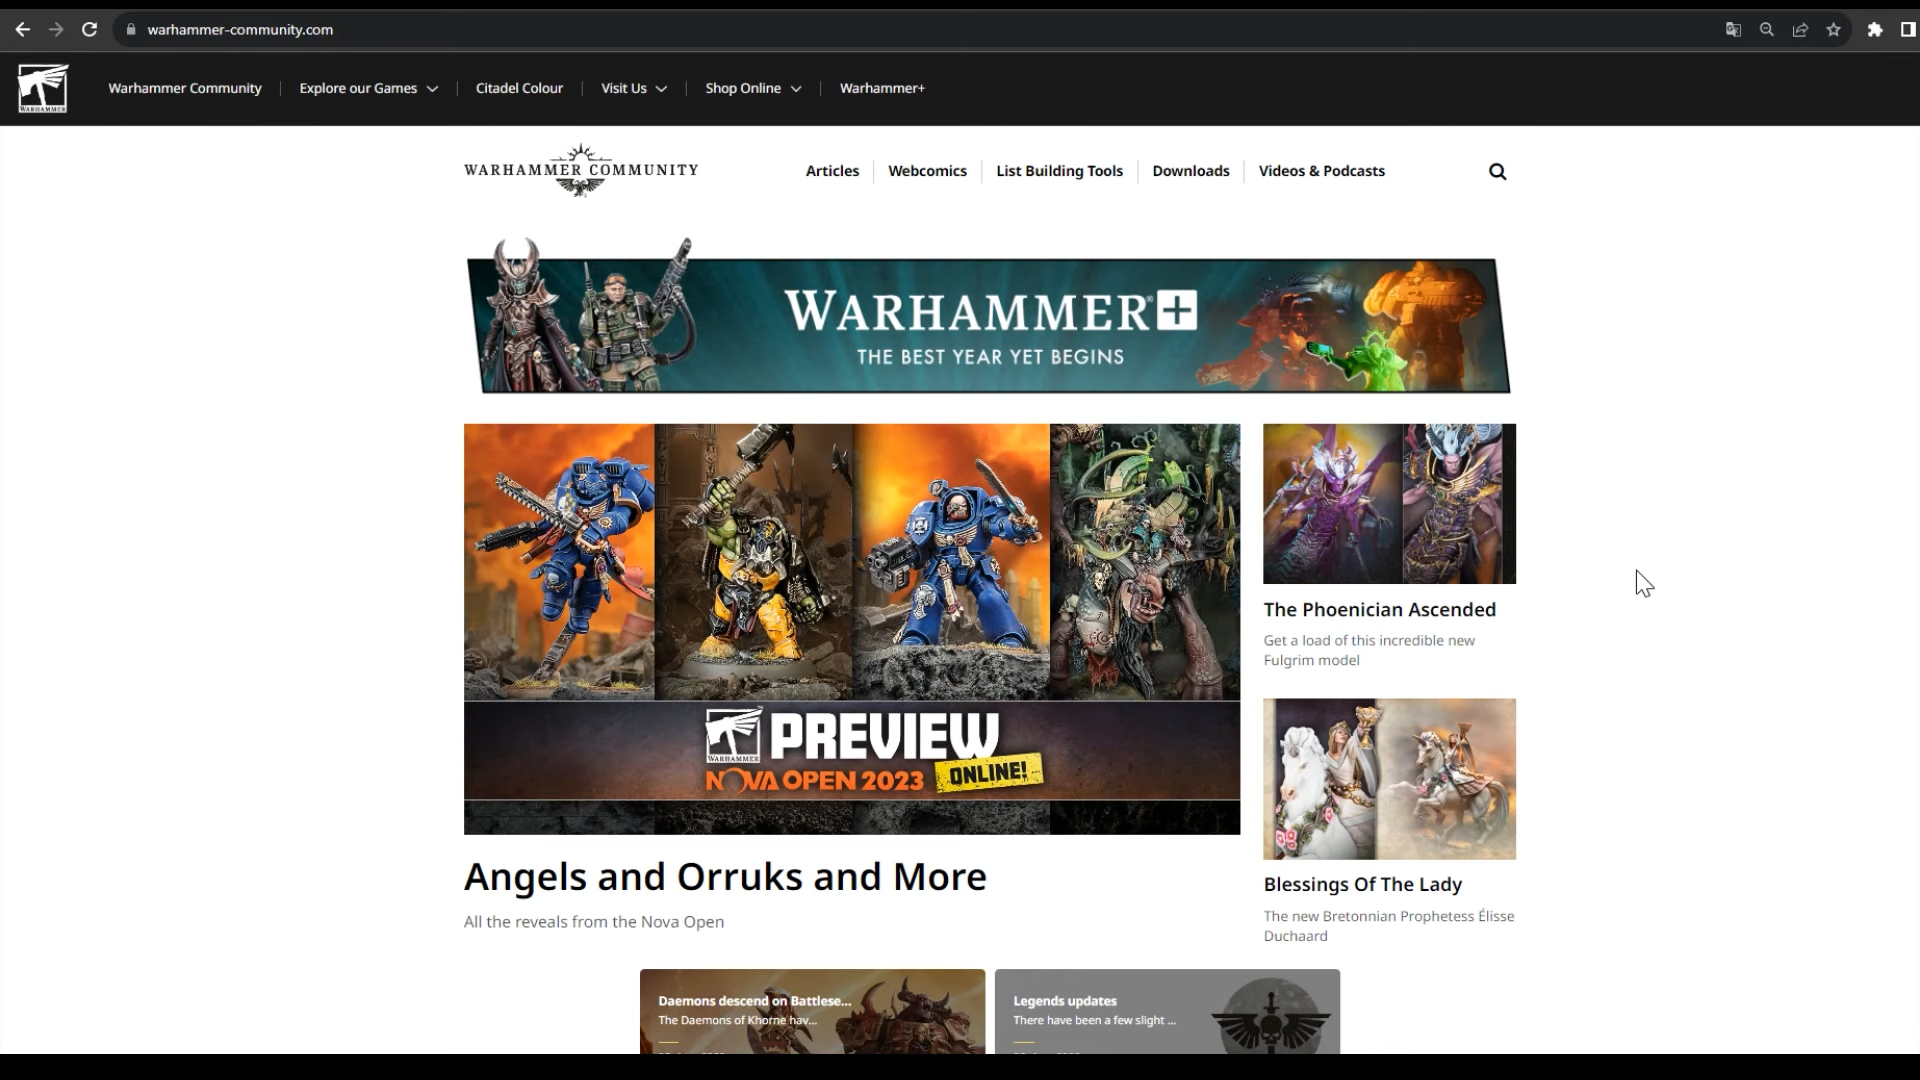 warhammer-community.com
WARHAMMER
Warhammer Community
Explore our Games
Citadel Colour
Visit Us
Shop Online
Warhammer+
WARHAMMER COMMUNITY
Articles
Webcomics
List Building Tools
Downloads
Videos & Podcasts
WARHAMMER+
THE BEST YEAR YET BEGINS
WARHAMMER
PREVIEW
NOVA OPEN 2023
ONLINE!
Angels and Orruks and More
All the reveals from the Nova Open
The Phoenician Ascended
Get a load of this incredible new
Fulgrim model
Blessings Of The Lady
The new Bretonnian Prophetess Élisse
Duchaard
Daemons descend on Battlese...
The Daemons of Khorne hav...
Legends updates
There have been a few slight ...